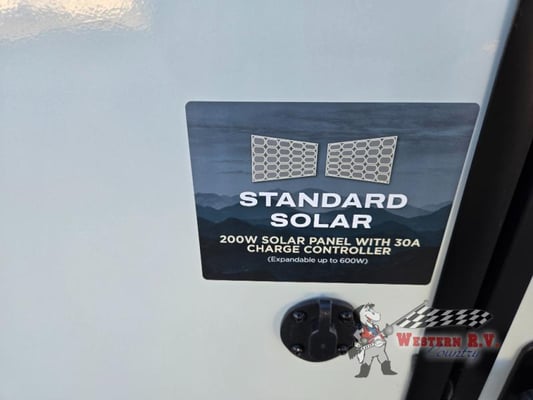 STANDARD
SOLAR
200W SOLAR PANEL WITH 30A
CHARGE CONTROLLER
(Expandable up to 600W)
WESTERN R.V.
Country